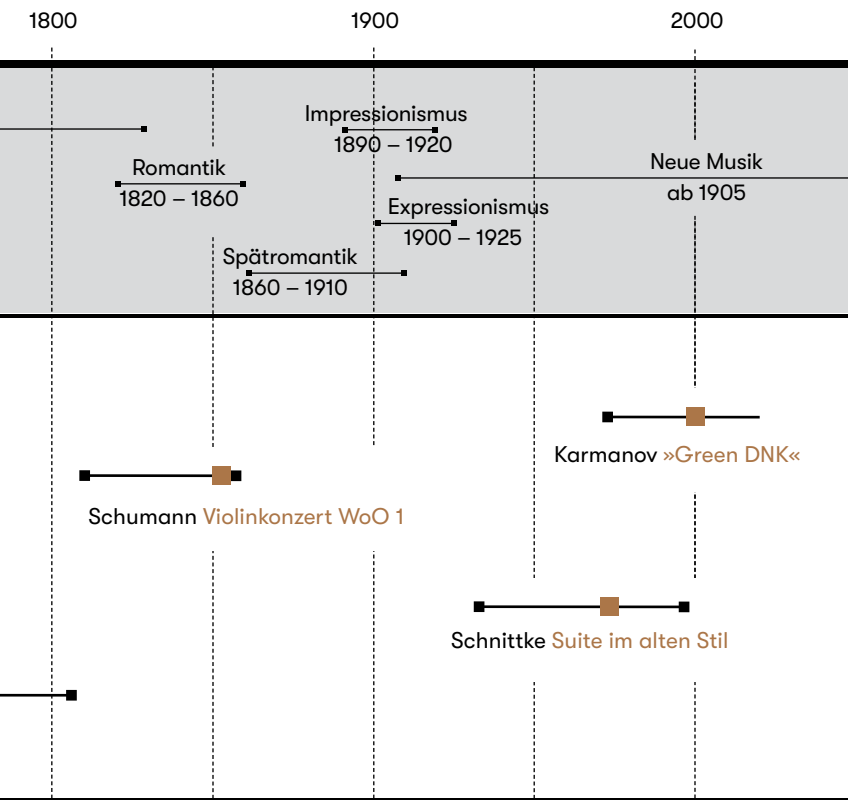 1800 1900 2000
Impressionismus
1890 – 1920
Romantik
1820 – 1860
Neue Musik
ab 1905
Expressionismus
1900 – 1925
Spätromantik
1860 – 1910
Karmanov »Green DNK«
Schumann Violinkonzert WoO 1
Schnittke Suite im alten Stil